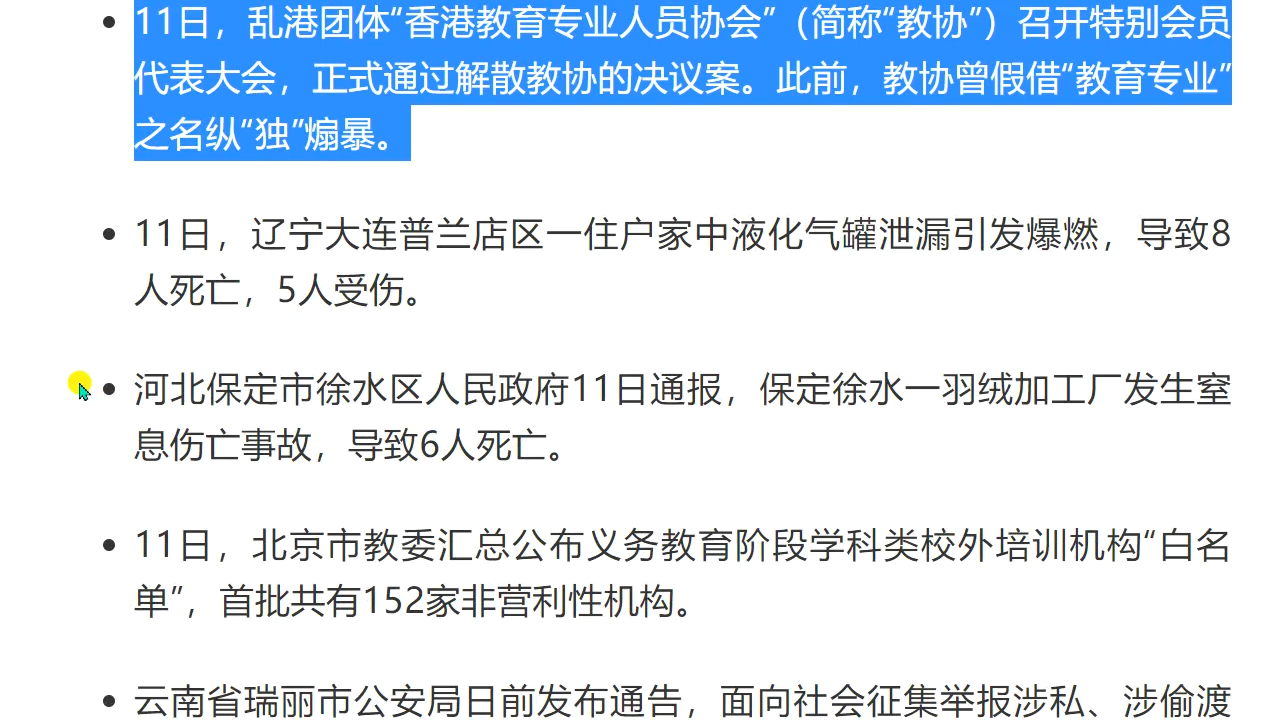 11日，乱港团体“香港教育专业人员协会”（简称“教协”）召开特别会员
代表大会，正式通过解散教协的决议案。此前，教协曾假借“教育专业”
之名纵“独”煽暴。
11日，辽宁大连普兰店区一住户家中液化气罐泄漏引发爆燃，导致8
人死亡，5人受伤。
河北保定市徐水区人民政府11日通报，保定徐水一羽绒加工厂发生窒
息伤亡事故，导致6人死亡。
11日，北京市教委汇总公布义务教育阶段学科类校外培训机构“白名
单”，首批共有152家非营利性机构。
云南省瑞丽市公安局日前发布通告，面向社会征集举报涉私、涉偷渡